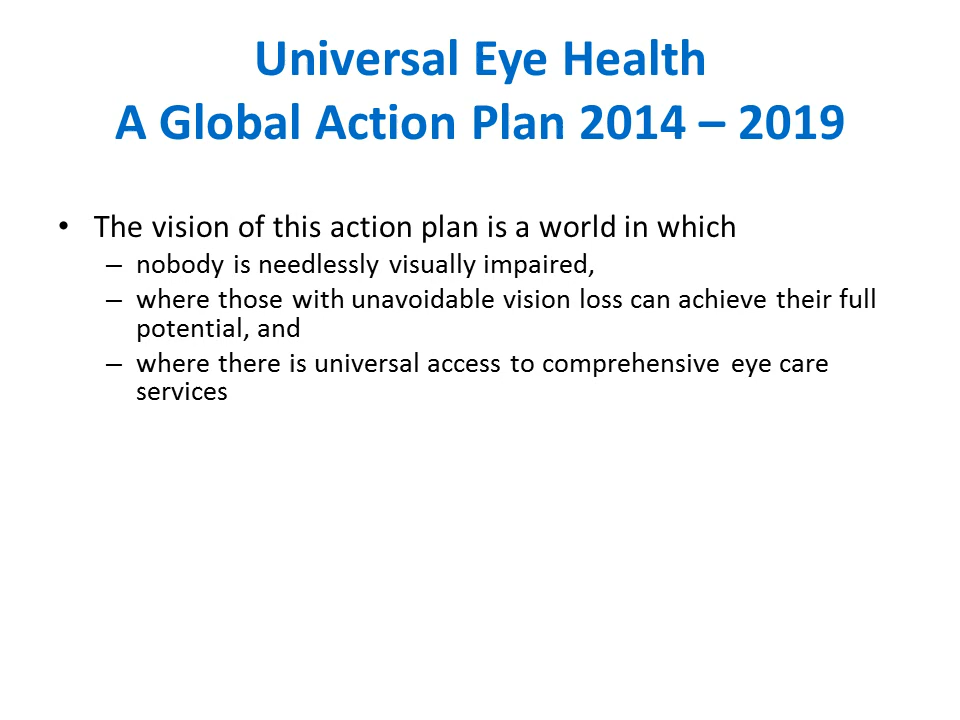 Universal Eye Health
A Global Action Plan 2014 – 2019
• The vision of this action plan is a world in which
– nobody is needlessly visually impaired,
– where those with unavoidable vision loss can achieve their full
potential, and
– where there is universal access to comprehensive eye care
services